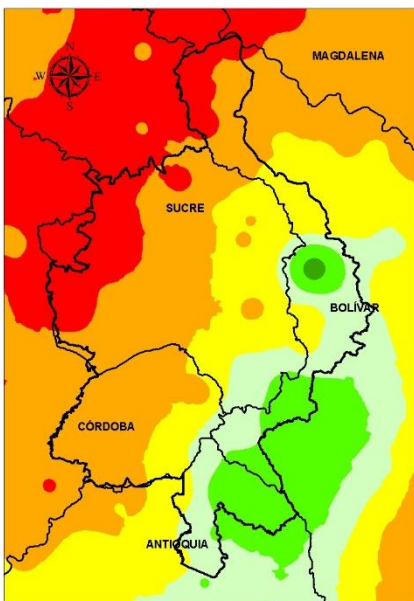 MAGDALENA
N
W E
S
SUCRE
BOLÍVAR
CÓRDOBA
ANTIOQUIA